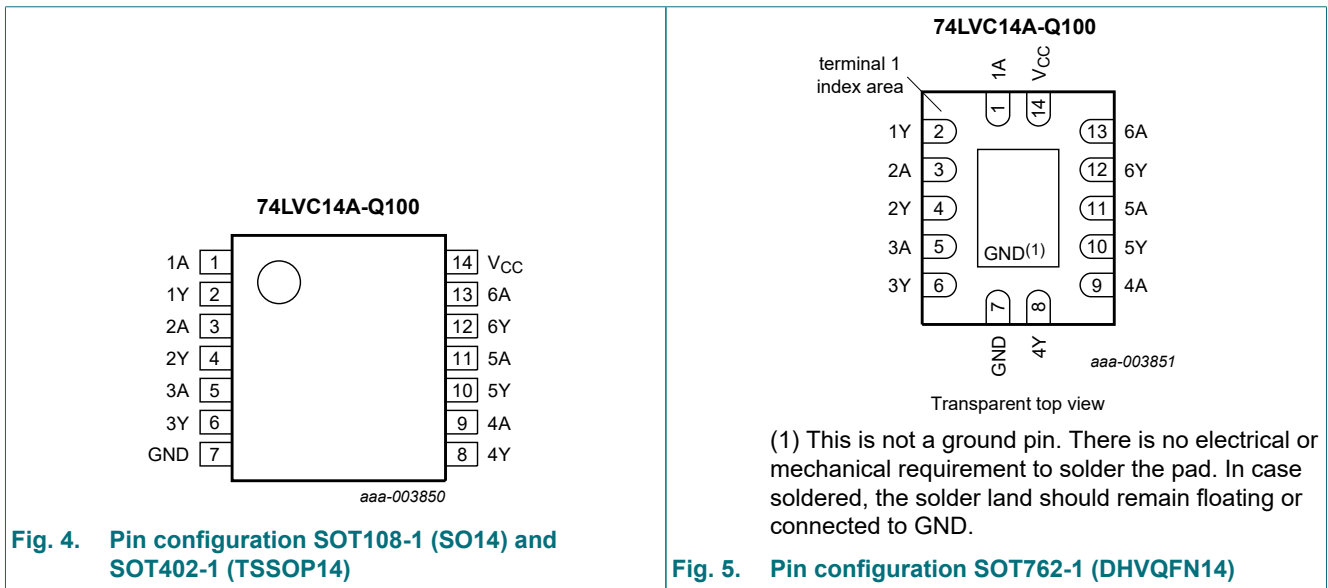 74LVC14A-Q100
1A 1
1Y 2
2A 3
2Y 4
3A 5
3Y 6
GND 7
14 VCC
13 6A
12 6Y
11 5A
10 5Y
9 4A
8 4Y
aaa-003850
Fig. 4. Pin configuration SOT108-1 (SO14) and
SOT402-1 (TSSOP14)
74LVC14A-Q100
terminal 1
index area
1A
VCC
1
14
1Y 2
2A 3
2Y 4
3A 5
3Y 6
13 6A
12 6Y
11 5A
10 5Y
9 4A
GND(1)
7
8
GND
4Y
aaa-003851
Transparent top view
(1) This is not a ground pin. There is no electrical or
mechanical requirement to solder the pad. In case
soldered, the solder land should remain floating or
connected to GND.
Fig. 5. Pin configuration SOT762-1 (DHVQFN14)